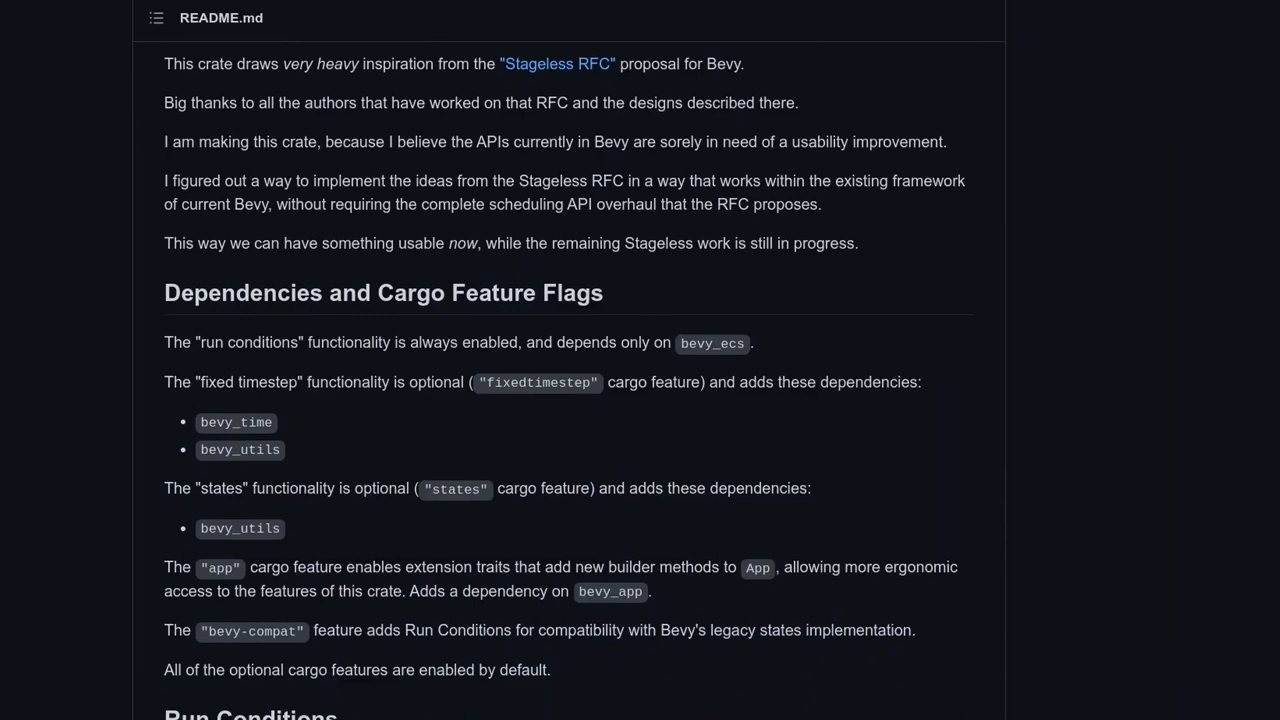 README.md
This crate draws very heavy inspiration from the "Stageless RFC" proposal for Bevy.
Big thanks to all the authors that have worked on that RFC and the designs described there.
I am making this crate, because I believe the APIs currently in Bevy are sorely in need of a usability improvement.
I figured out a way to implement the ideas from the Stageless RFC in a way that works within the existing framework
of current Bevy, without requiring the complete scheduling API overhaul that the RFC proposes.
This way we can have something usable now, while the remaining Stageless work is still in progress.
Dependencies and Cargo Feature Flags
The "run conditions" functionality is always enabled, and depends only on bevy_ecs.
The "fixed timestep" functionality is optional ("fixedtimestep" cargo feature) and adds these dependencies:
• bevy_time
• bevy_utils
The "states" functionality is optional ("states" cargo feature) and adds these dependencies:
• bevy_utils
The "app" cargo feature enables extension traits that add new builder methods to App, allowing more ergonomic
access to the features of this crate. Adds a dependency on bevy_app.
The "bevy-compat" feature adds Run Conditions for compatibility with Bevy's legacy states implementation.
All of the optional cargo features are enabled by default.
Run Conditions